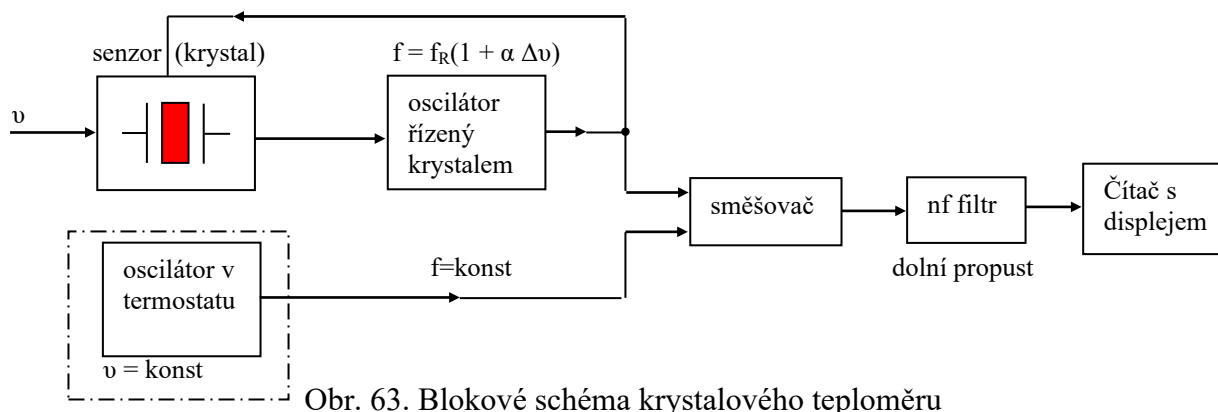 senzor (krystal)
f = fR(1 + α Δυ)
υ
oscilátor
řízený
krystalem
směšovač
nf filtr
Čítač s
displejem
dolní propust
oscilátor v
termostatu
f=konst
υ = konst
Obr. 63. Blokové schéma krystalového teploměru